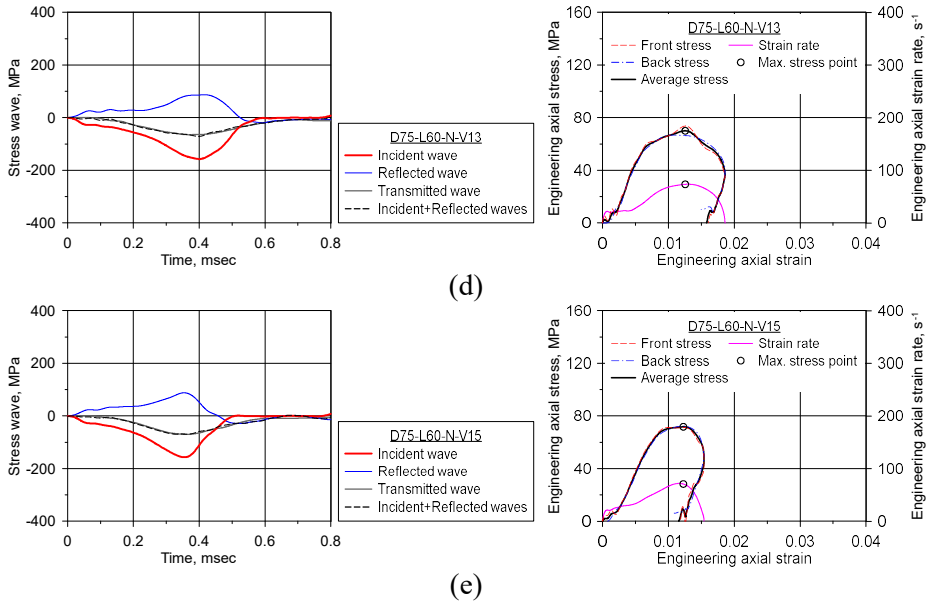 400
200
0
-200
-400
Stress wave, MPa
0
0.2
0.4
0.6
0.8
Time, msec
D75-L60-N-V13
Incident wave
Reflected wave
Transmitted wave
Incident+Reflected waves
160
120
80
40
0
Engineering axial stress, MPa
D75-L60-N-V13
Front stress
Strain rate
Back stress
Max. stress point
Average stress
400
300
200
100
0
Engineering axial strain rate, s-1
0
0.01
0.02
0.03
0.04
Engineering axial strain
(d)
400
200
0
-200
-400
Stress wave, MPa
0
0.2
0.4
0.6
0.8
Time, msec
D75-L60-N-V15
Incident wave
Reflected wave
Transmitted wave
Incident+Reflected waves
160
120
80
40
0
Engineering axial stress, MPa
D75-L60-N-V15
Front stress
Strain rate
Back stress
Max. stress point
Average stress
400
300
200
100
0
Engineering axial strain rate, s-1
0
0.01
0.02
0.03
0.04
Engineering axial strain
(e)